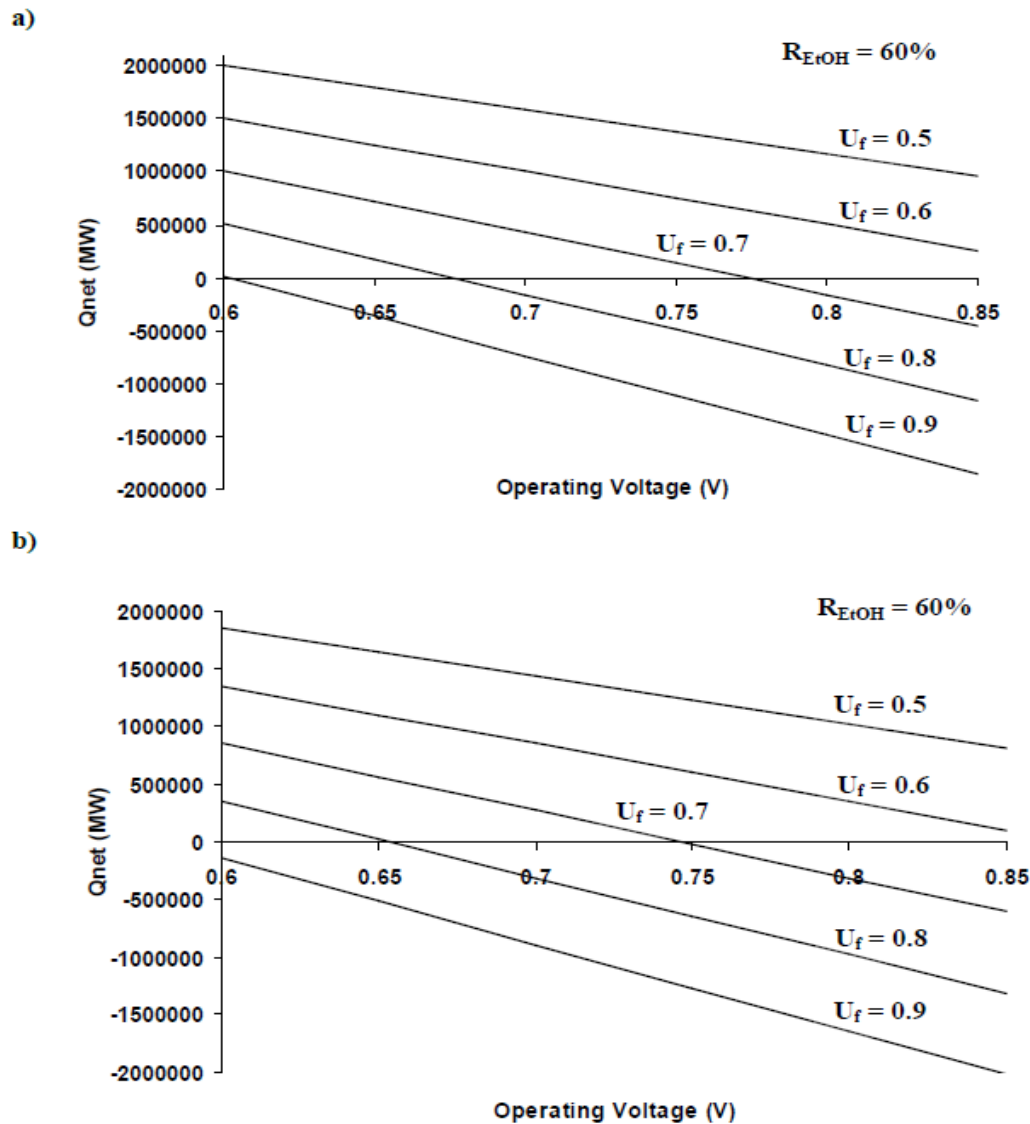 a)
R_EtOH = 60%
2000000
1500000
1000000
500000
0
-500000
-1000000
-1500000
-2000000
Qnet (MW)
0.6 0.65 0.7 0.75 0.8 0.85
U_f = 0.5
U_f = 0.6
U_f = 0.7
U_f = 0.8
U_f = 0.9
Operating Voltage (V)
b)
R_EtOH = 60%
2000000
1500000
1000000
500000
0
-500000
-1000000
-1500000
-2000000
Qnet (MW)
0.6 0.65 0.7 0.75 0.8 0.85
U_f = 0.5
U_f = 0.6
U_f = 0.7
U_f = 0.8
U_f = 0.9
Operating Voltage (V)